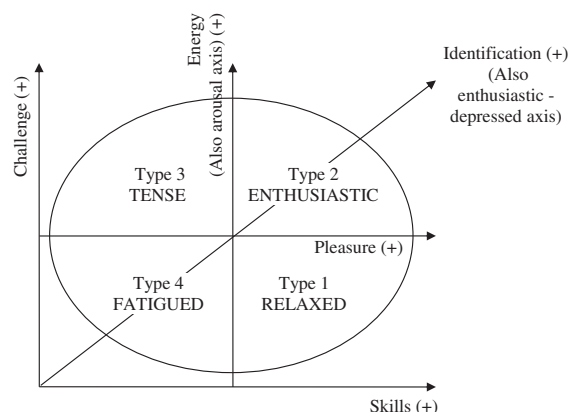 Challenge (+)
Energy
(Also arousal axis) (+)
Identification (+)
(Also
enthusiastic -
depressed axis)
Type 3
TENSE
Type 2
ENTHUSIASTIC
Pleasure (+)
Type 4
FATIGUED
Type 1
RELAXED
Skills (+)